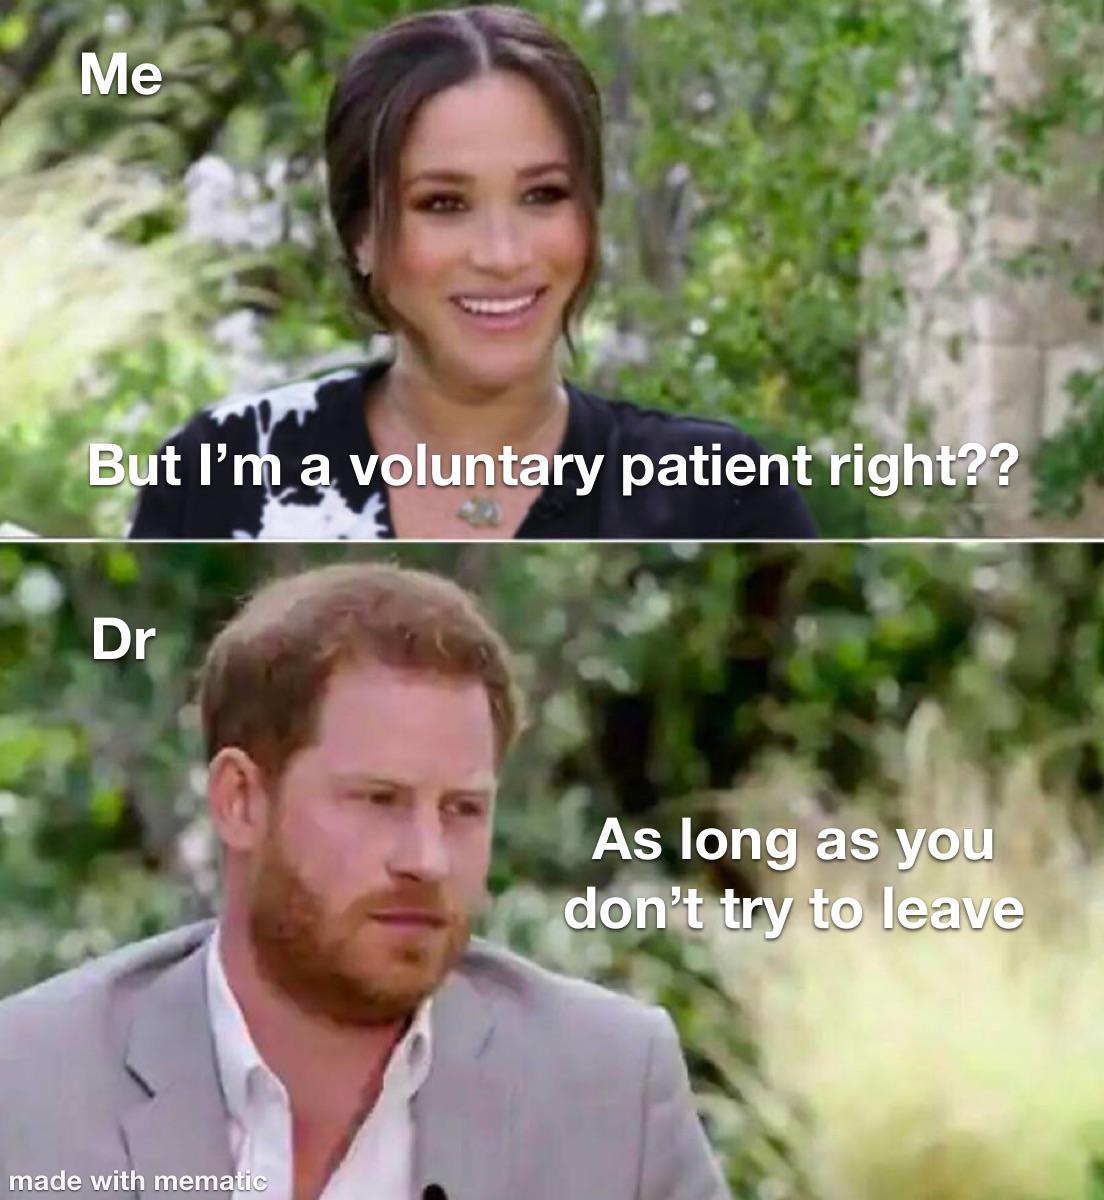 Me
But I’m a voluntary patient right??
Dr
As long as you
don’t try to leave
made with mematic